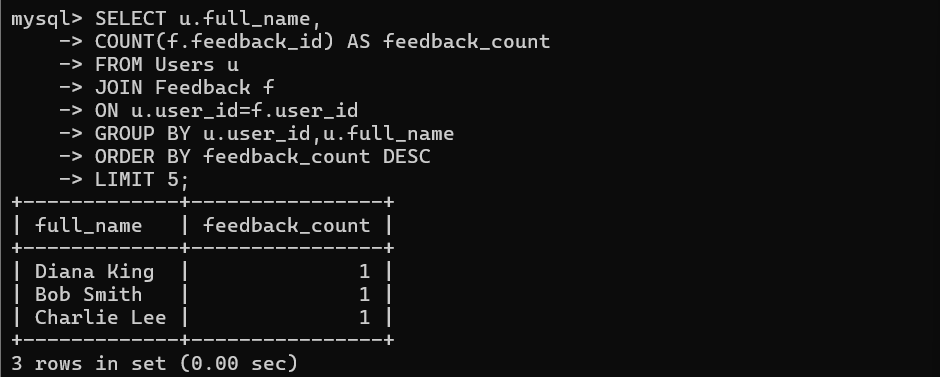 mysql> SELECT u.full_name,
    -> COUNT(f.feedback_id) AS feedback_count
    -> FROM Users u
    -> JOIN Feedback f
    -> ON u.user_id=f.user_id
    -> GROUP BY u.user_id,u.full_name
    -> ORDER BY feedback_count DESC
    -> LIMIT 5;
+-------------+----------------+
| full_name   | feedback_count |
+-------------+----------------+
| Diana King  |              1 |
| Bob Smith   |              1 |
| Charlie Lee |              1 |
+-------------+----------------+
3 rows in set (0.00 sec)